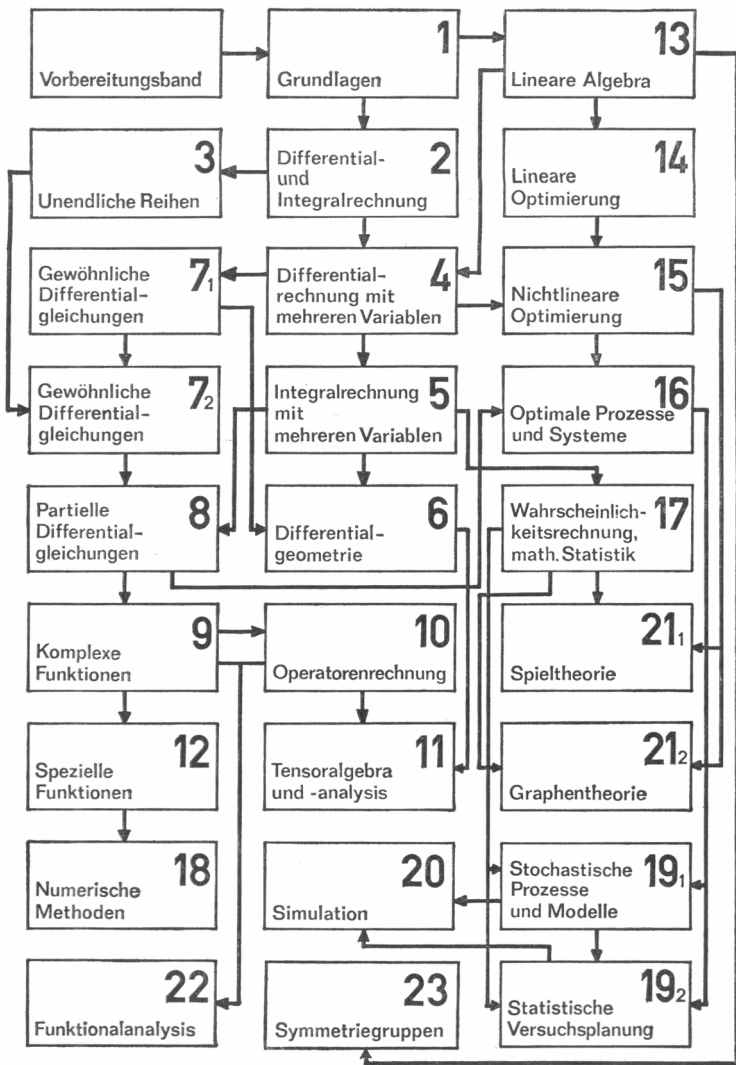 Vorbereitungsband
1
Grundlagen
13
Lineare Algebra
3
Unendliche Reihen
2
Differential-
und
Integralrechnung
14
Lineare
Optimierung
7₁
Gewöhnliche
Differential-
gleichungen
4
Differential-
rechnung mit
mehreren Variablen
15
Nichtlineare
Optimierung
7₂
Gewöhnliche
Differential-
gleichungen
5
Integralrechnung
mit
mehreren Variablen
16
Optimale Prozesse
und Systeme
8
Partielle
Differential-
gleichungen
6
Differential-
geometrie
17
Wahrscheinlich-
keitsrechnung,
math. Statistik
9
Komplexe
Funktionen
10
Operatorenrechnung
21₁
Spieltheorie
12
Spezielle
Funktionen
11
Tensoralgebra
und -analysis
21₂
Graphentheorie
18
Numerische
Methoden
20
Simulation
19₁
Stochastische
Prozesse
und Modelle
22
Funktionalanalysis
23
Symmetriegruppen
19₂
Statistische
Versuchsplanung